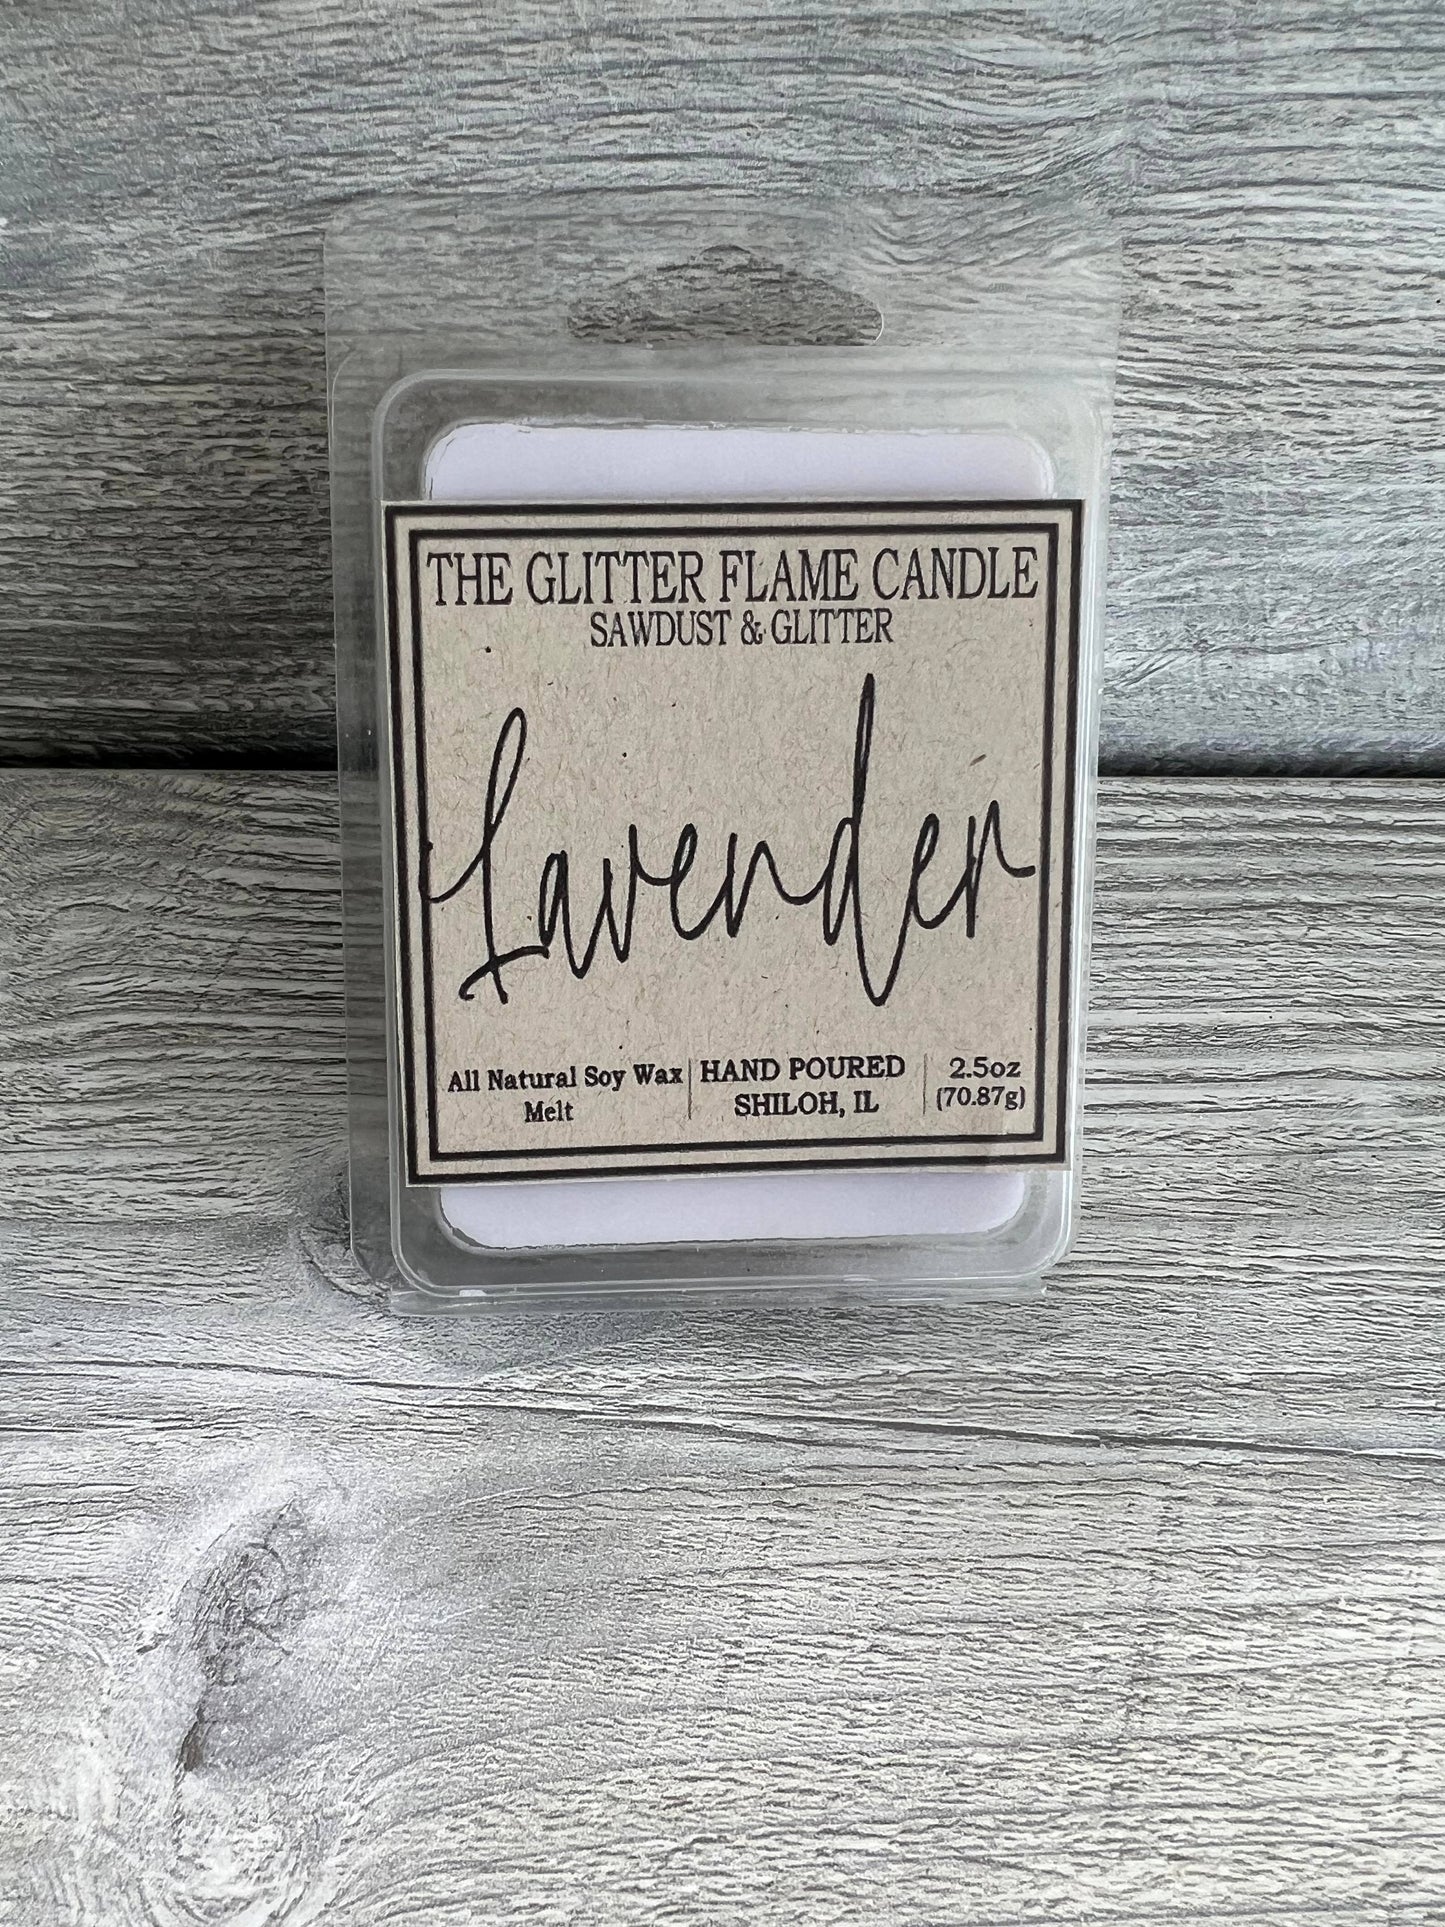 THE GLITTER FLAME CANDLE
SAWDUST & GLITTER
Lavender
All Natural Soy Wax
Melt
HAND POURED
SHILOH, IL
2.5oz
(70.87g)